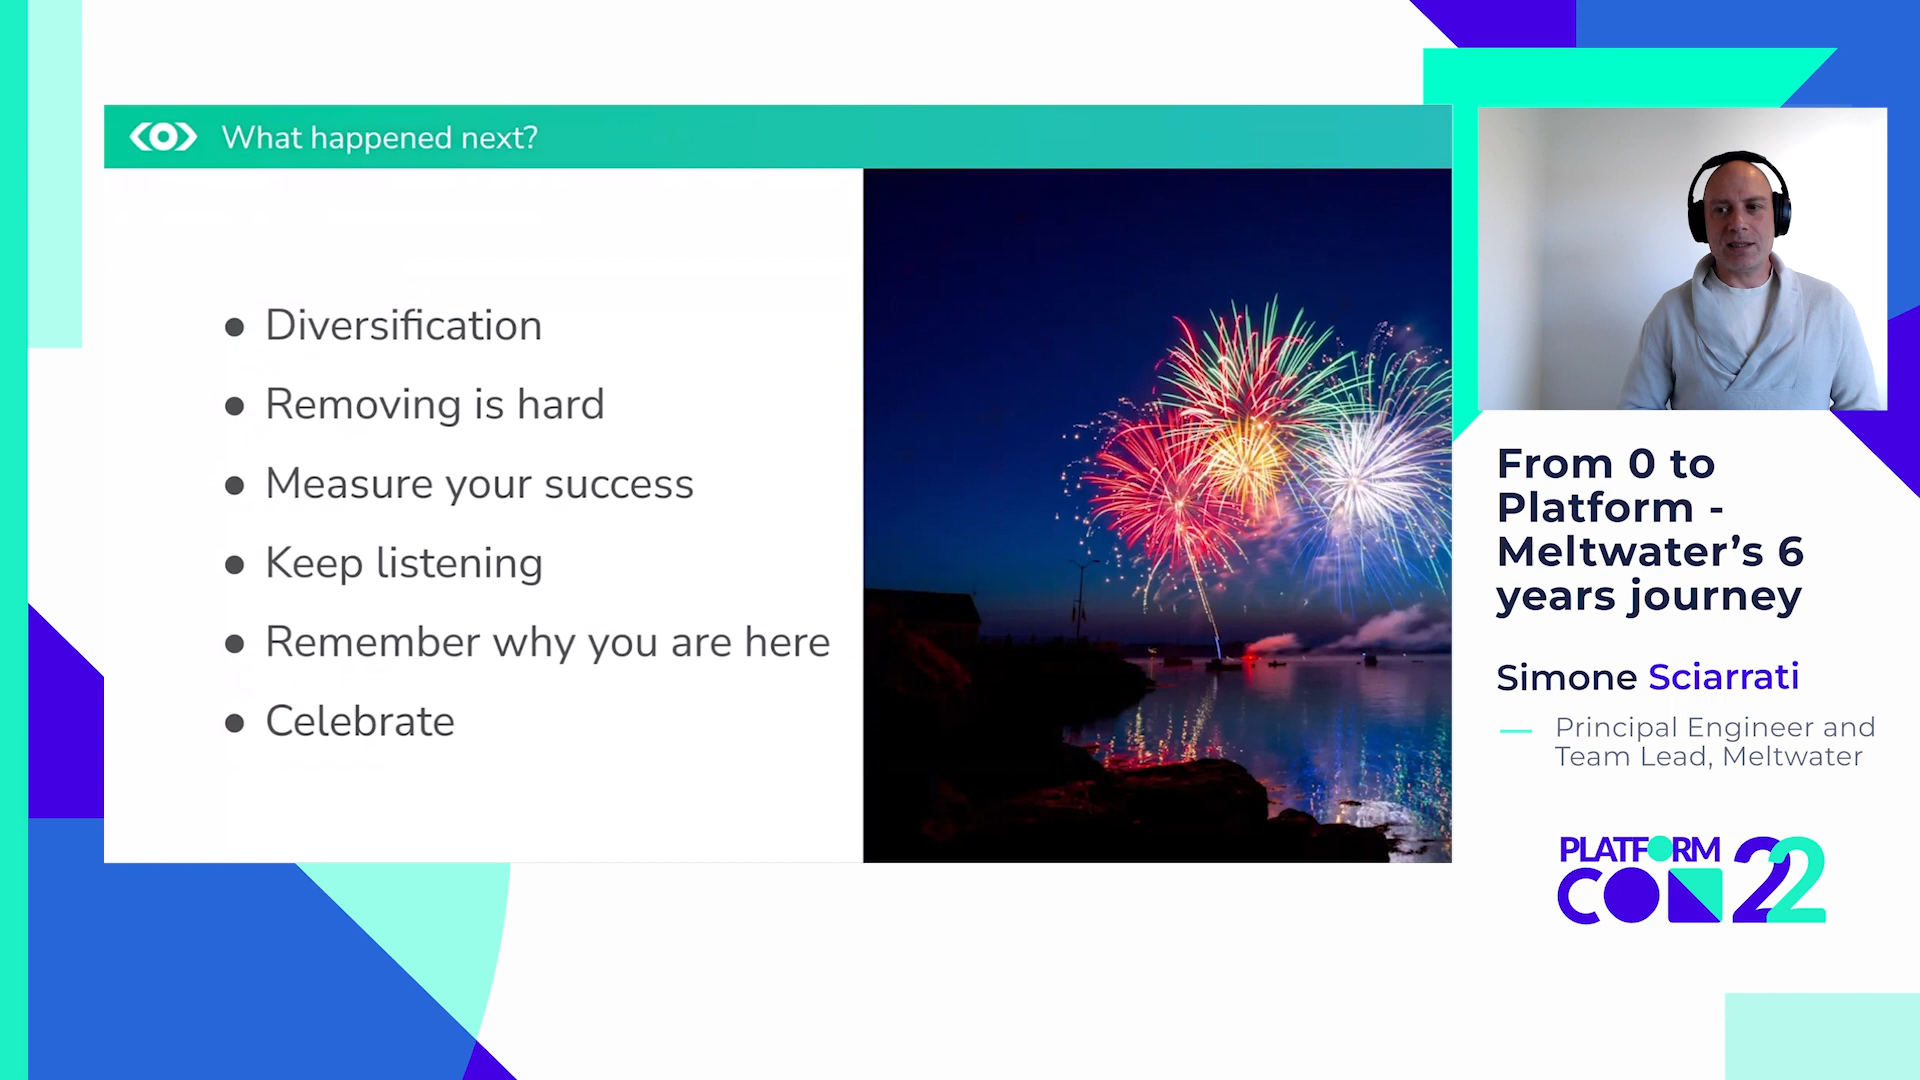 What happened next?
● Diversification
● Removing is hard
● Measure your success
● Keep listening
● Remember why you are here
● Celebrate
From 0 to
Platform -
Meltwater’s 6
years journey
Simone Sciarrati
Principal Engineer and
Team Lead, Meltwater
PLATFORM
CON 22